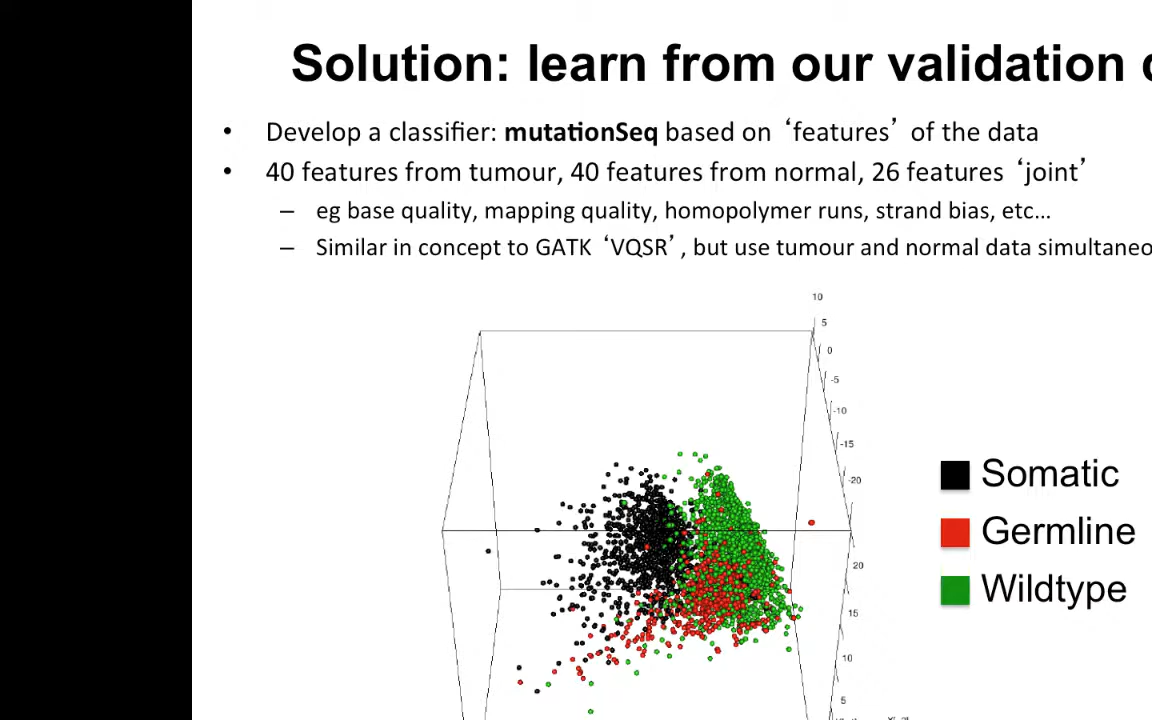 Solution: learn from our validation
• Develop a classifier: mutationSeq based on ‘features’ of the data
• 40 features from tumour, 40 features from normal, 26 features ‘joint’
– eg base quality, mapping quality, homopolymer runs, strand bias, etc…
– Similar in concept to GATK ‘VQSR’, but use tumour and normal data simultaneo
10
5
0
-5
-10
-15
-20
Somatic
Germline
Wildtype
20
15
10
5